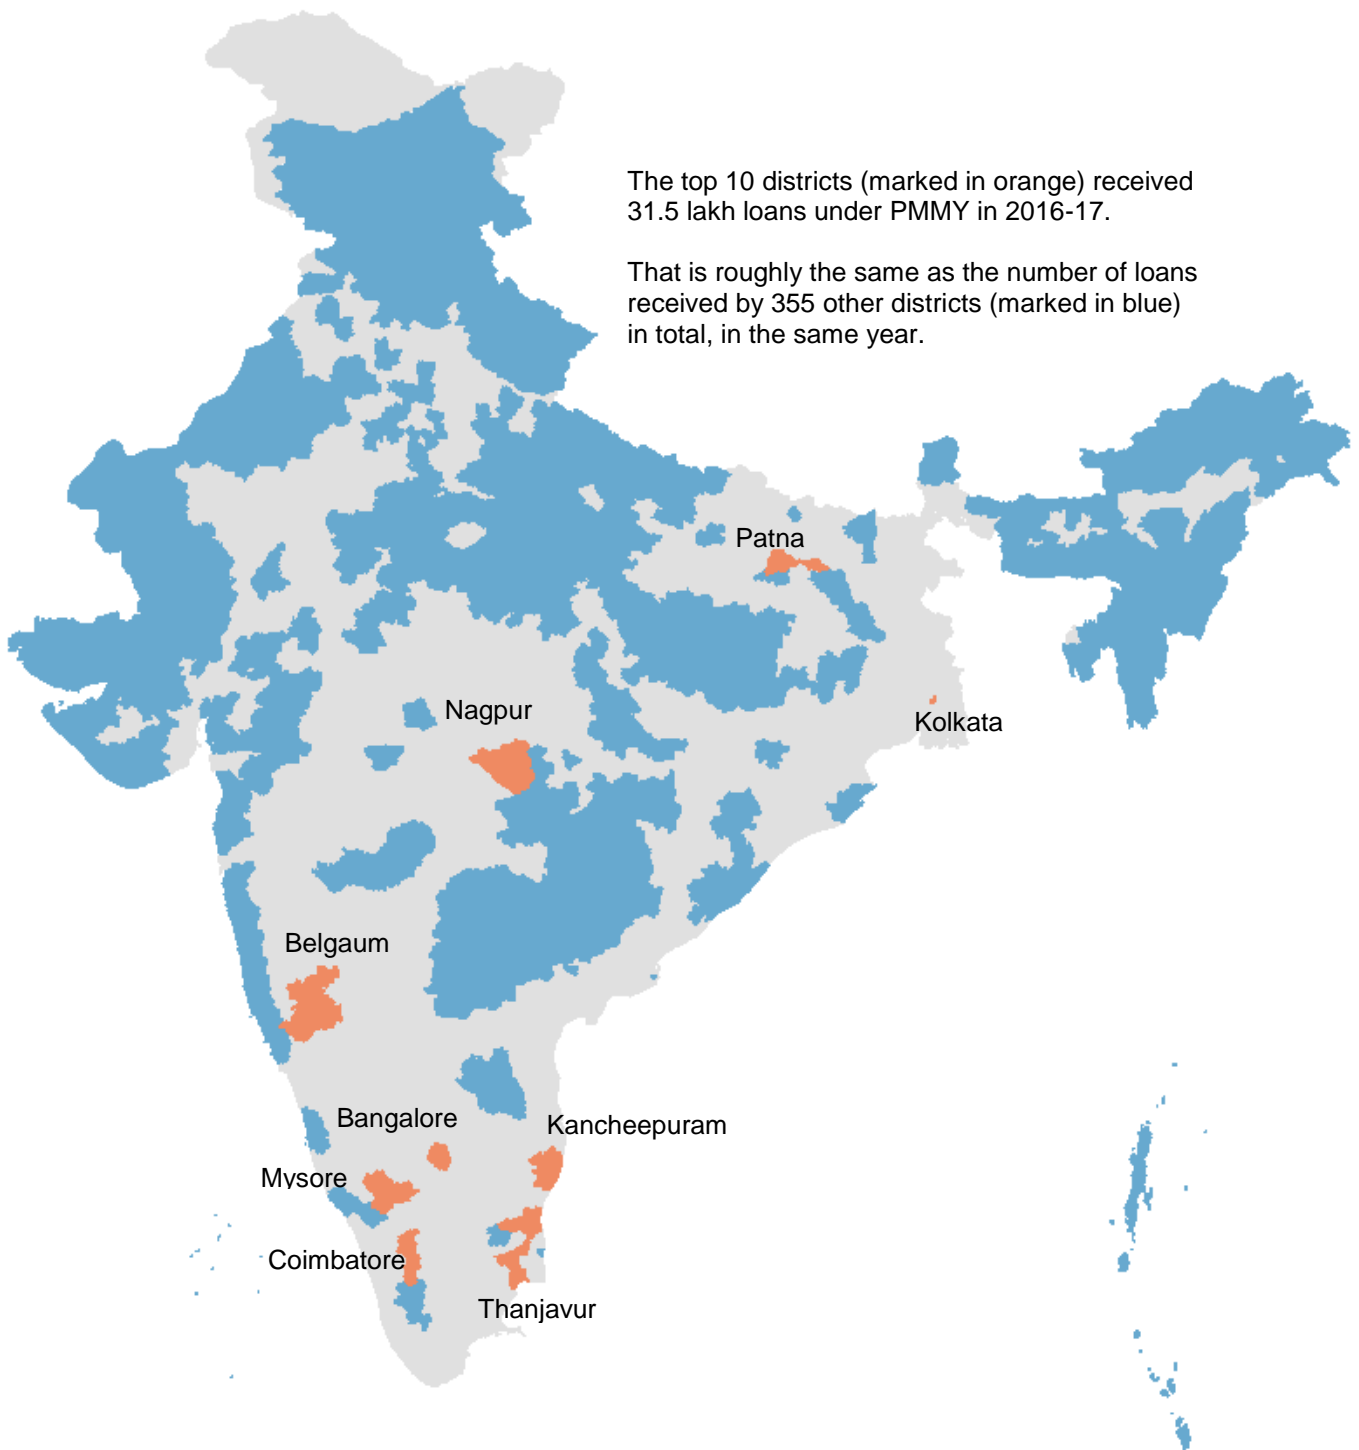 The top 10 districts (marked in orange) received
31.5 lakh loans under PMMY in 2016-17.
That is roughly the same as the number of loans
received by 355 other districts (marked in blue)
in total, in the same year.
Patna
Nagpur
Kolkata
Belgaum
Bangalore
Kancheepuram
Mysore
Coimbatore
Thanjavur